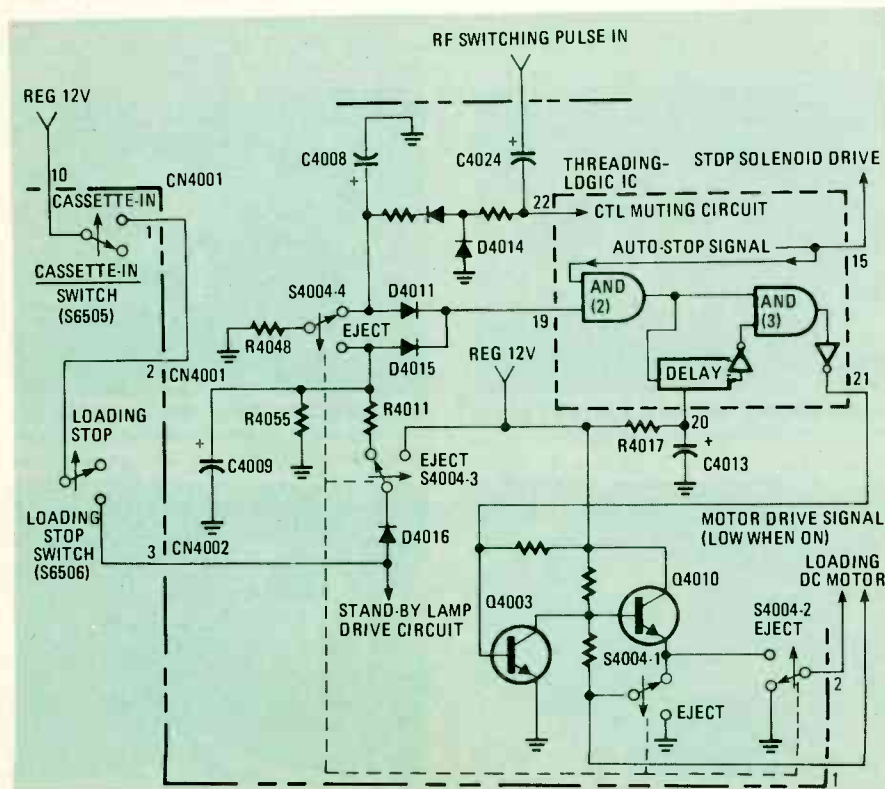 RF SWITCHING PULSE IN
REG 12V
C4008
C4024
THREADING-
LOGIC IC
STDP SOLENOID DRIVE
10
CN4001
CASSETTE-IN
1
22
CTL MUTING CIRCUIT
D4014
AUTO-STOP SIGNAL
15
CASSETTE-IN
SWITCH
(S6505)
S4004-4
D4011
AND
(2)
AND
(3)
EJECT
19
R4048
D4015
REG 12V
DELAY
21
2
CN4001
LOADING
STOP
R4055
R4011
20
R4017
C4013
EJECT
S4004-3
C4009
LOADING
STOP
SWITCH
(S6506)
3
CN4002
D4016
MOTOR DRIVE SIGNAL
(LOW WHEN ON)
LOADING
DC MOTOR
Q4003
Q4010
STAND-BY LAMP
DRIVE CIRCUIT
S4004-2
EJECT
S4004-1
2
EJECT
1